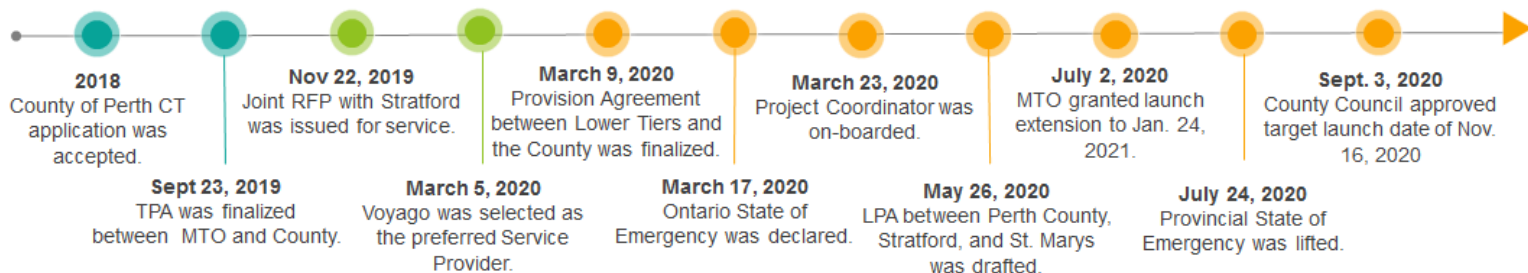 2018
County of Perth CT
application was
accepted.
Sept 23, 2019
TPA was finalized
between MTO and County.
Nov 22, 2019
Joint RFP with Stratford
was issued for service.
March 5, 2020
Voyago was selected as
the preferred Service
Provider.
March 9, 2020
Provision Agreement
between Lower Tiers and
the County was finalized.
March 17, 2020
Ontario State of
Emergency was declared.
March 23, 2020
Project Coordinator was
on-boarded.
May 26, 2020
LPA between Perth County,
Stratford, and St. Marys
was drafted.
July 2, 2020
MTO granted launch
extension to Jan. 24,
2021.
July 24, 2020
Provincial State of
Emergency was lifted.
Sept. 3, 2020
County Council approved
target launch date of Nov.
16, 2020